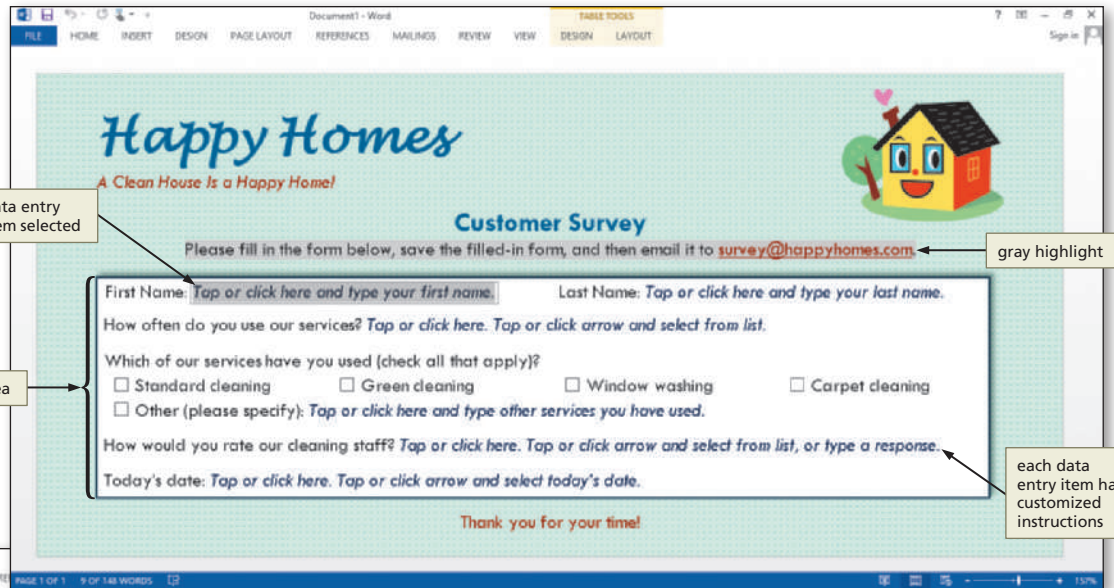 Document1 - Word
TABLE TOOLS
FILE HOME INSERT DESIGN PAGE LAYOUT REFERENCES MAILINGS REVIEW VIEW DESIGN LAYOUT
Sign in
Happy Homes
A Clean House Is a Happy Home!
entry
selected
Customer Survey
Please fill in the form below, save the filled-in form, and then email it to survey@happyhomes.com.
gray highlight
First Name: Tap or click here and type your first name. Last Name: Tap or click here and type your last name.
How often do you use our services? Tap or click here. Tap or click arrow and select from list.
Which of our services have you used (check all that apply)?
☐ Standard cleaning ☐ Green cleaning ☐ Window washing ☐ Carpet cleaning
☐ Other (please specify): Tap or click here and type other services you have used.
How would you rate our cleaning staff? Tap or click here. Tap or click arrow and select from list, or type a response.
Today's date: Tap or click here. Tap or click arrow and select today's date.
each data
entry item
customized
instructions
Thank you for your time!
PAGE 1 OF 1 9 OF 148 WORDS 157%